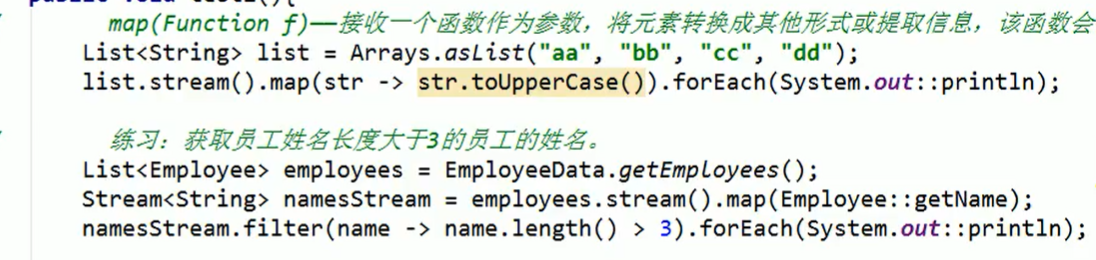 public void test2(){
map(Function f)——接收一个函数作为参数，将元素转换成其他形式或提取信息，该函数会
List<String> list = Arrays.asList("aa", "bb", "cc", "dd");
list.stream().map(str -> str.toUpperCase()).forEach(System.out::println);
练习：获取员工姓名长度大于3的员工的姓名。
List<Employee> employees = EmployeeData.getEmployees();
Stream<String> namesStream = employees.stream().map(Employee::getName);
namesStream.filter(name -> name.length() > 3).forEach(System.out::println);